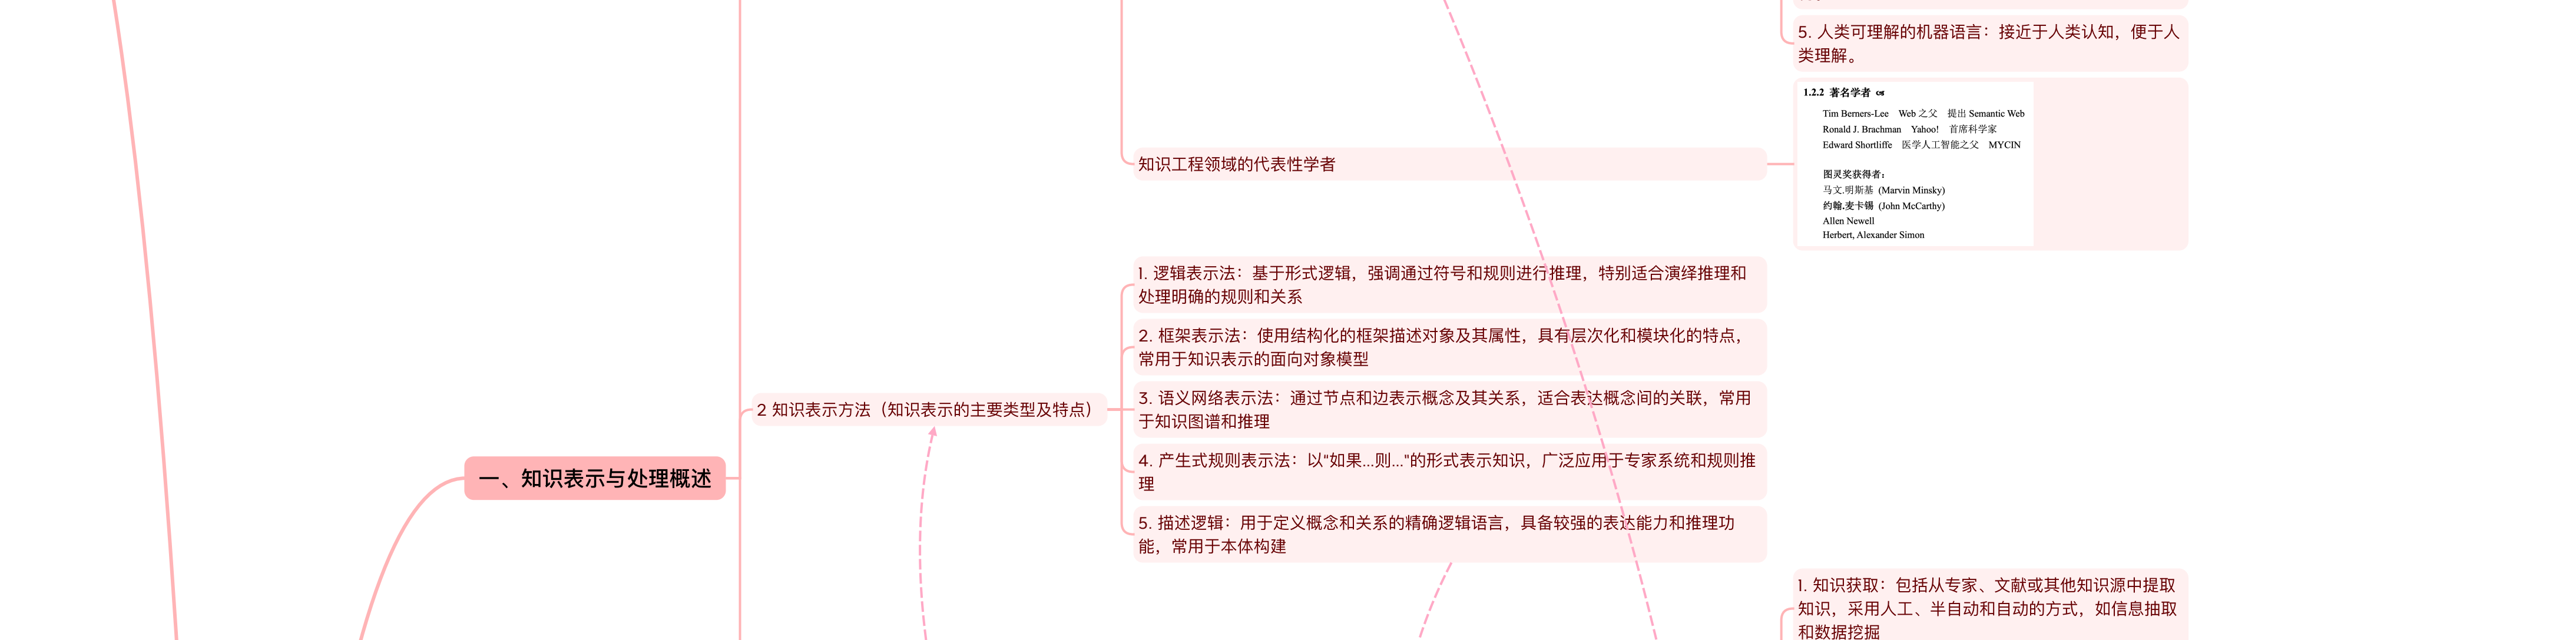 5. 人类可理解的机器语言：接近于人类认知，便于人
类理解。
1.2.2 著名学者
Tim Berners-Lee Web 之父 提出 Semantic Web
Ronald J. Brachman Yahoo! 首席科学家
Edward Shortliffe 医学人工智能之父 MYCIN
图灵奖获得者：
马文.明斯基 (Marvin Minsky)
约翰.麦卡锡 (John McCarthy)
Allen Newell
Herbert, Alexander Simon
知识工程领域的代表性学者
1. 逻辑表示法：基于形式逻辑，强调通过符号和规则进行推理，特别适合演绎推理和
处理明确的规则和关系
2. 框架表示法：使用结构化的框架描述对象及其属性，具有层次化和模块化的特点，
常用于知识表示的面向对象模型
3. 语义网络表示法：通过节点和边表示概念及其关系，适合表达概念间的关联，常用
于知识图谱和推理
2 知识表示方法（知识表示的主要类型及特点）
4. 产生式规则表示法：以"如果...则..."的形式表示知识，广泛应用于专家系统和规则推
理
一、知识表示与处理概述
5. 描述逻辑：用于定义概念和关系的精确逻辑语言，具备较强的表达能力和推理功
能，常用于本体构建
1. 知识获取：包括从专家、文献或其他知识源中提取
知识，采用人工、半自动和自动的方式，如信息抽取
和数据挖掘